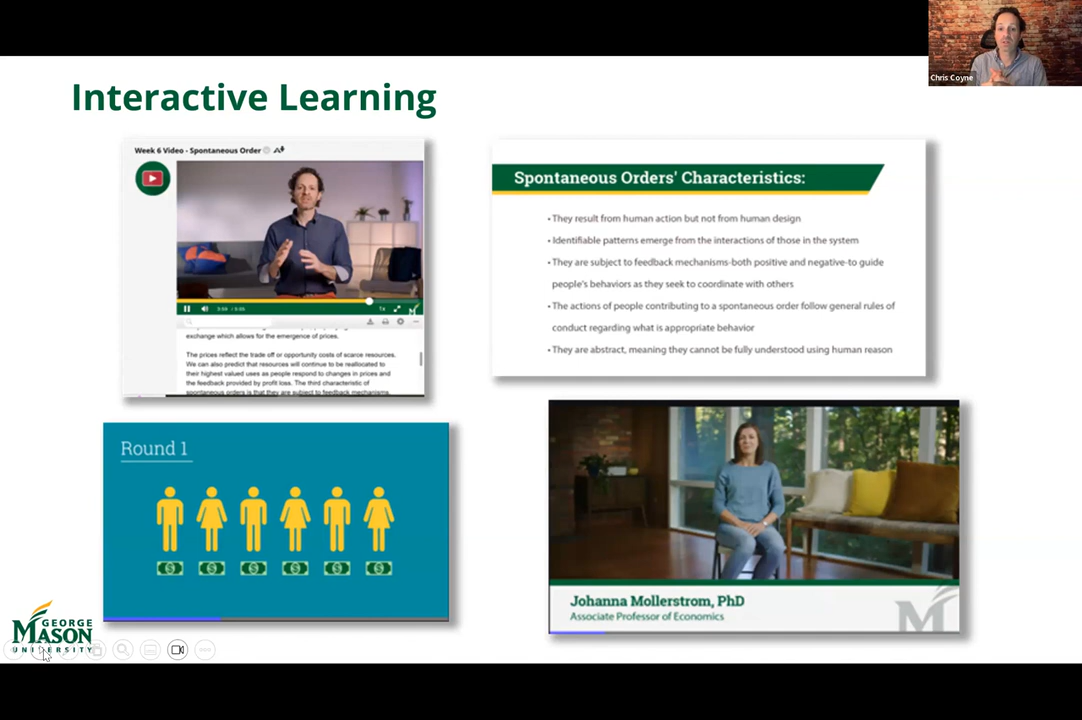 Chris Coyne
Interactive Learning
Week 6 Video - Spontaneous Order
exchange which allows for the emergence of prices.
The prices reflect the trade off or opportunity costs of scarce resources.
We can also predict that resources will continue to be reallocated to
their highest valued uses as people respond to changes in prices and
the feedback provided by profit loss. The third characteristic of
spontaneous orders is that they are subject to feedback mechanisms.
Spontaneous Orders' Characteristics:
• They result from human action but not from human design
• Identifiable patterns emerge from the interactions of those in the system
• They are subject to feedback mechanisms-both positive and negative-to guide
people's behaviors as they seek to coordinate with others
• The actions of people contributing to a spontaneous order follow general rules of
conduct regarding what is appropriate behavior
• They are abstract, meaning they cannot be fully understood using human reason
Round 1
Johanna Mollerstrom, PhD
Associate Professor of Economics
GEORGE
MASON
UNIVERSITY